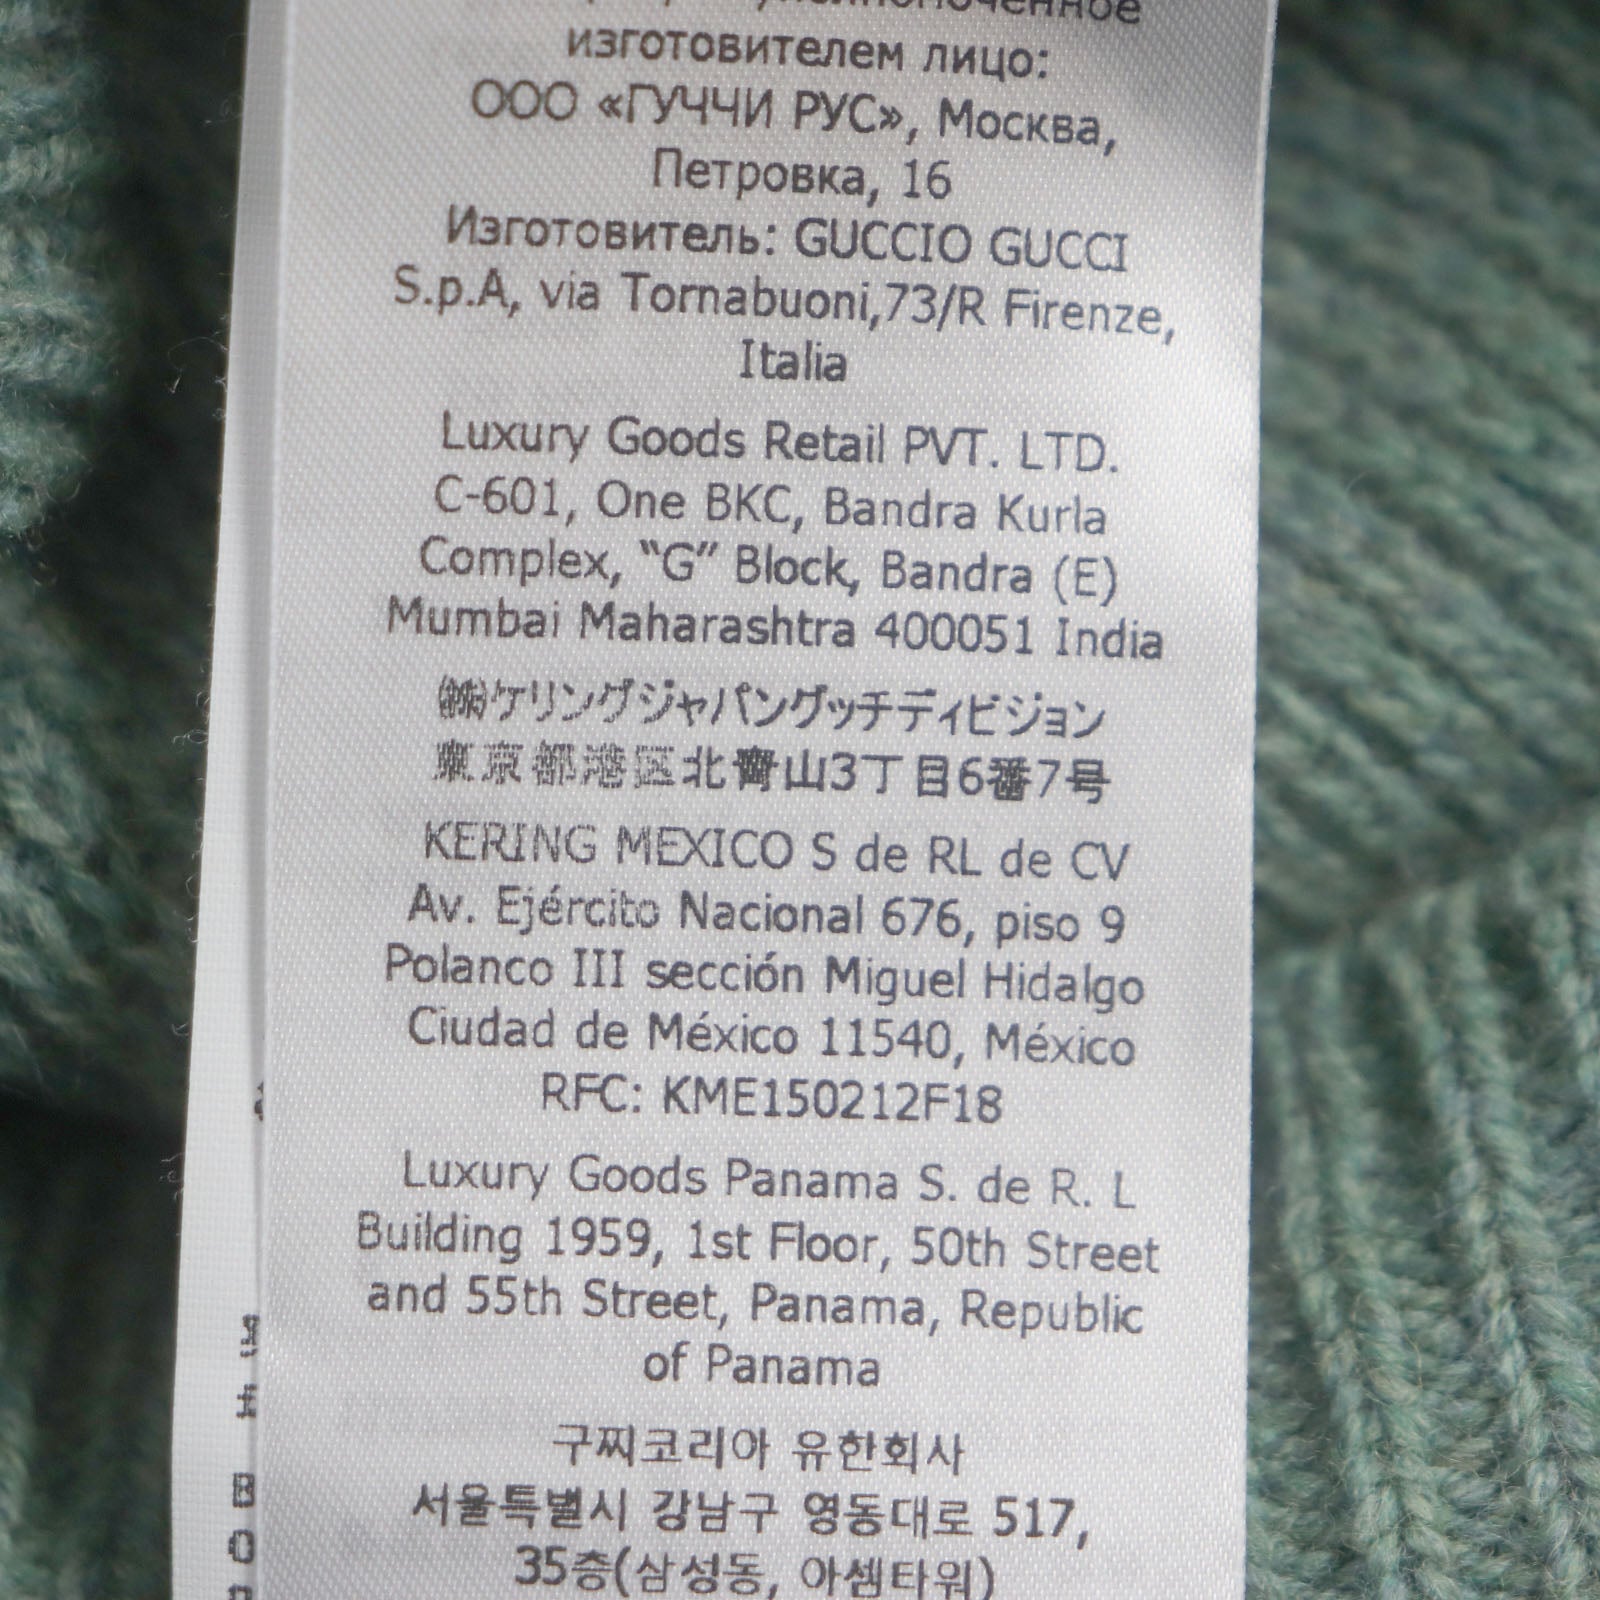 изготовителем лицо:
ООО «ГУЧЧИ РУС», Москва,
Петровка, 16
Изготовитель: GUCCIO GUCCI
S.p.A, via Tornabuoni,73/R Firenze,
Italia
Luxury Goods Retail PVT. LTD.
C-601, One BKC, Bandra Kurla
Complex, “G” Block, Bandra (E)
Mumbai Maharashtra 400051 India
㈱ケリングジャパングッチディビジョン
東京都港区北青山3丁目6番7号
KERING MEXICO S de RL de CV
Av. Ejército Nacional 676, piso 9
Polanco III sección Miguel Hidalgo
Ciudad de México 11540, México
RFC: KME150212F18
Luxury Goods Panama S. de R. L
Building 1959, 1st Floor, 50th Street
and 55th Street, Panama, Republic
of Panama
구찌코리아 유한회사
서울특별시 강남구 영동대로 517,
35층(삼성동, 아셈타워)